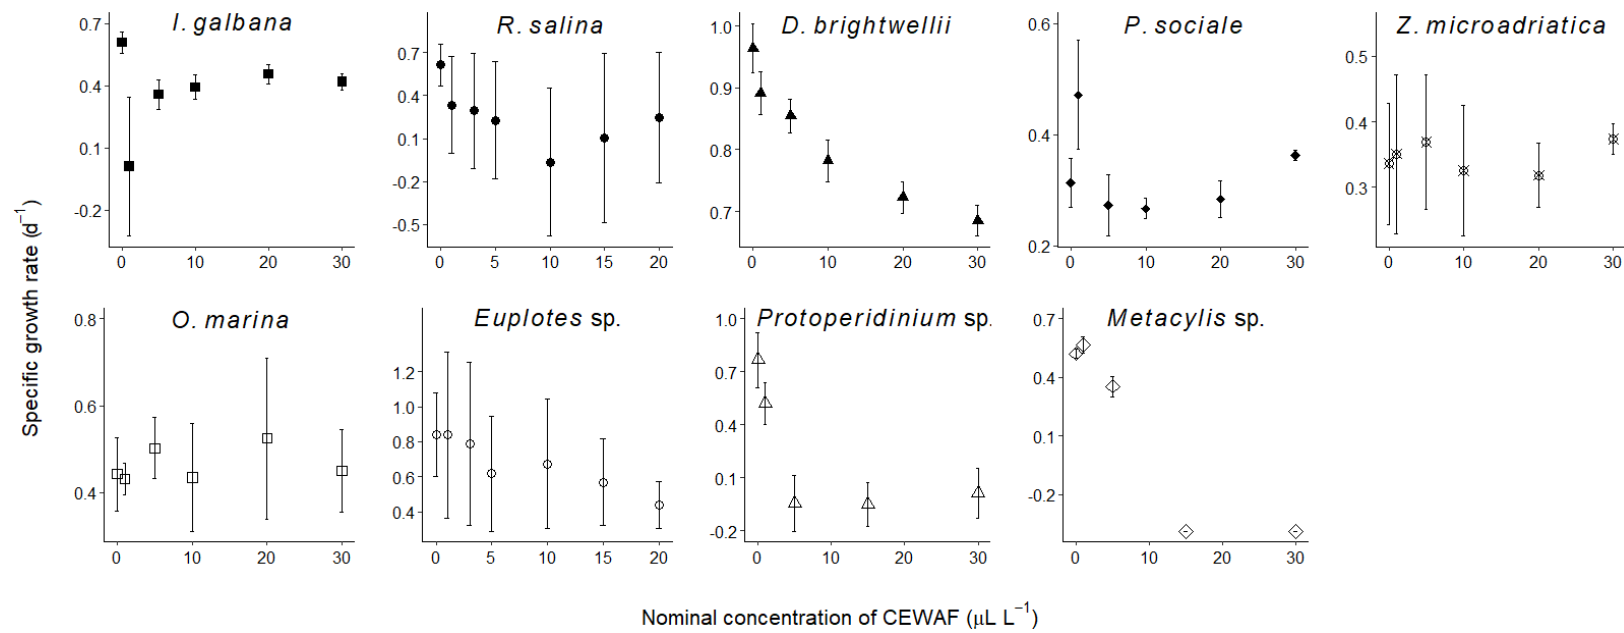 I. galbana
R. salina
D. brightwellii
P. sociale
Z. microadriatica
0.7
0.4
0.1
-0.2
0 10 20 30
0.7
0.4
0.1
-0.2
-0.5
0 5 10 15 20
1.0
0.9
0.8
0.7
0 10 20 30
0.6
0.4
0.2
0 10 20 30
0.5
0.4
0.3
0 10 20 30
O. marina
Euplotes sp.
Protoperidinium sp.
Metacylis sp.
0.8
0.6
0.4
0 10 20 30
1.2
1.0
0.8
0.6
0.4
0 5 10 15 20
1.0
0.7
0.4
0.1
-0.2
0 10 20 30
0.7
0.4
0.1
-0.2
0 10 20 30
Specific growth rate (d⁻¹)
Nominal concentration of CEWAF (μL L⁻¹)